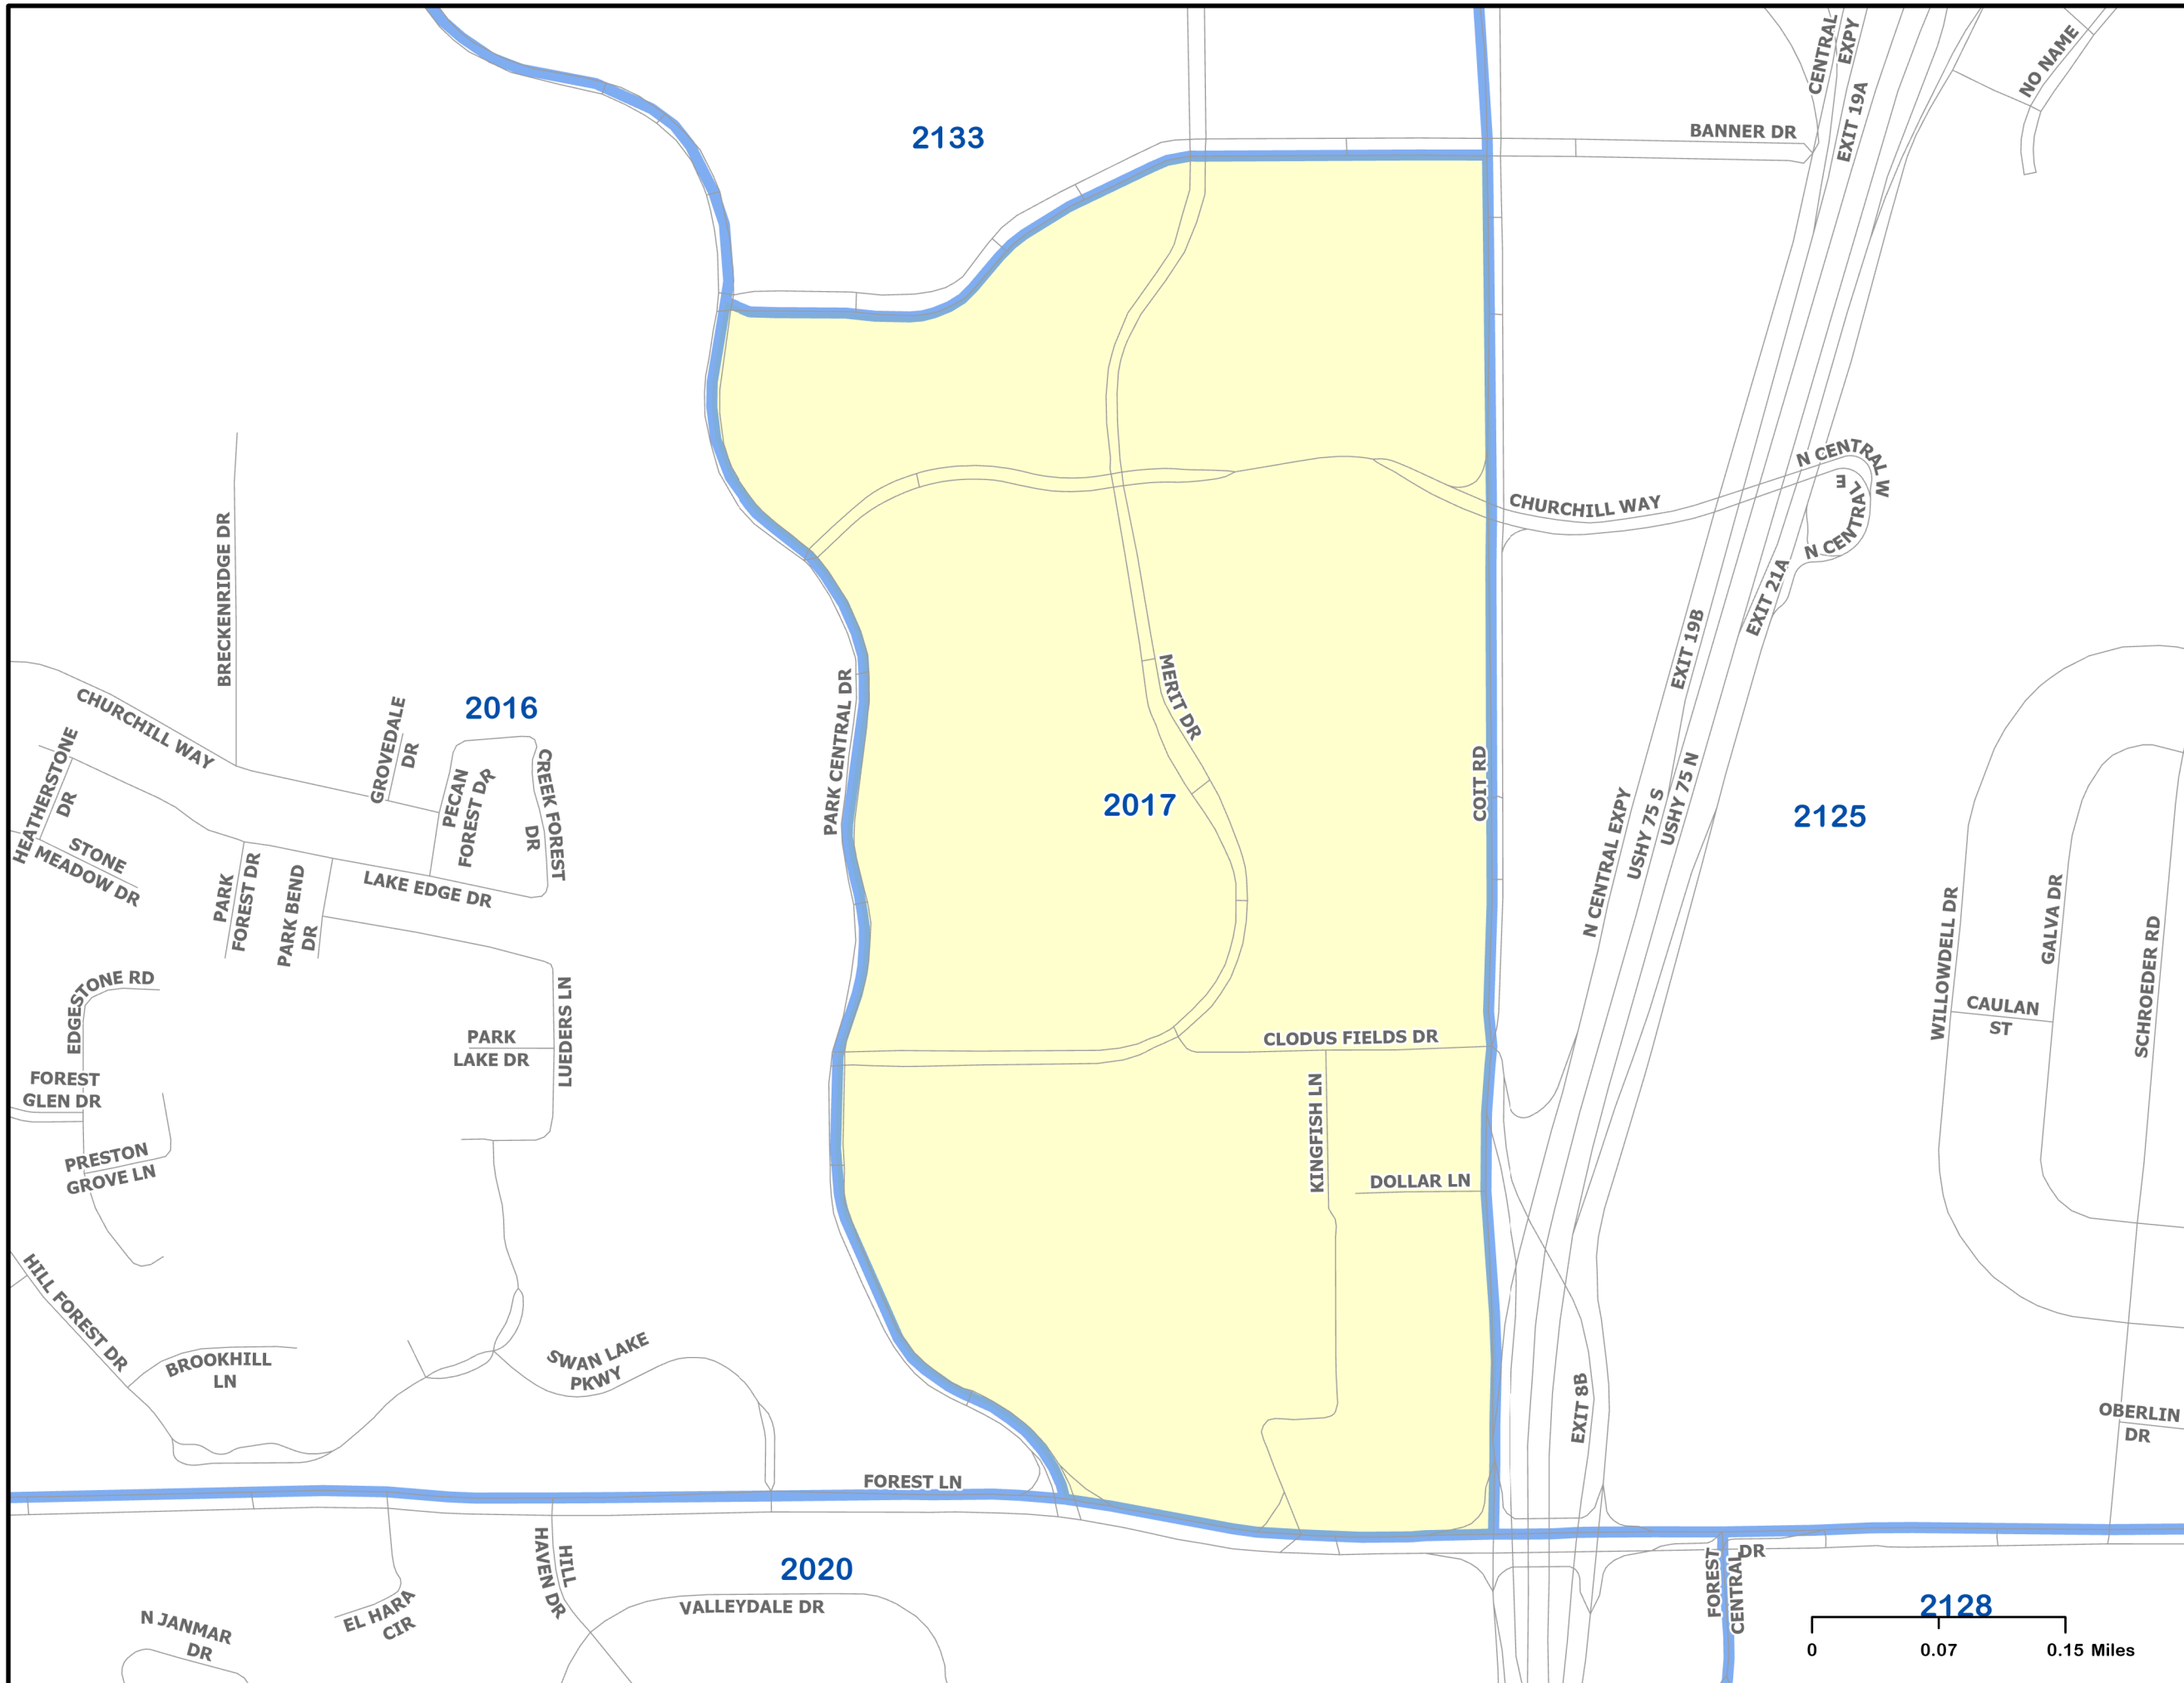 CENTRAL
EXPY
EXIT 19A
NO NAME
2133
BANNER DR
N CENTRAL W
N CENTRAL E
CHURCHILL WAY
BRECKENRIDGE DR
EXIT 21A
EXIT 19B
CHURCHILL WAY
2016
GROVEDALE
DR
HEATHERSTONE
DR
PECAN
FOREST DR
CREEK FOREST
DR
PARK CENTRAL DR
MERIT DR
COIT RD
2017
2125
N CENTRAL EXPY
USHY 75 S
USHY 75 N
STONE
MEADOW DR
PARK
FOREST DR
PARK BEND
DR
LAKE EDGE DR
WILLOWDELL DR
GALVA DR
SCHROEDER RD
CAULAN
ST
EDGESTONE RD
PARK
LAKE DR
LUEDERS LN
CLODUS FIELDS DR
FOREST
GLEN DR
KINGFISH LN
PRESTON
GROVE LN
DOLLAR LN
HILL FOREST DR
BROOKHILL
LN
SWAN LAKE
PKWY
EXIT 8B
OBERLIN
DR
FOREST LN
HILL
HAVEN DR
2020
FOREST
CENTRAL
DR
EL HARA
CIR
VALLEYDALE DR
2128
N JANMAR
DR
0 0.07 0.15 Miles